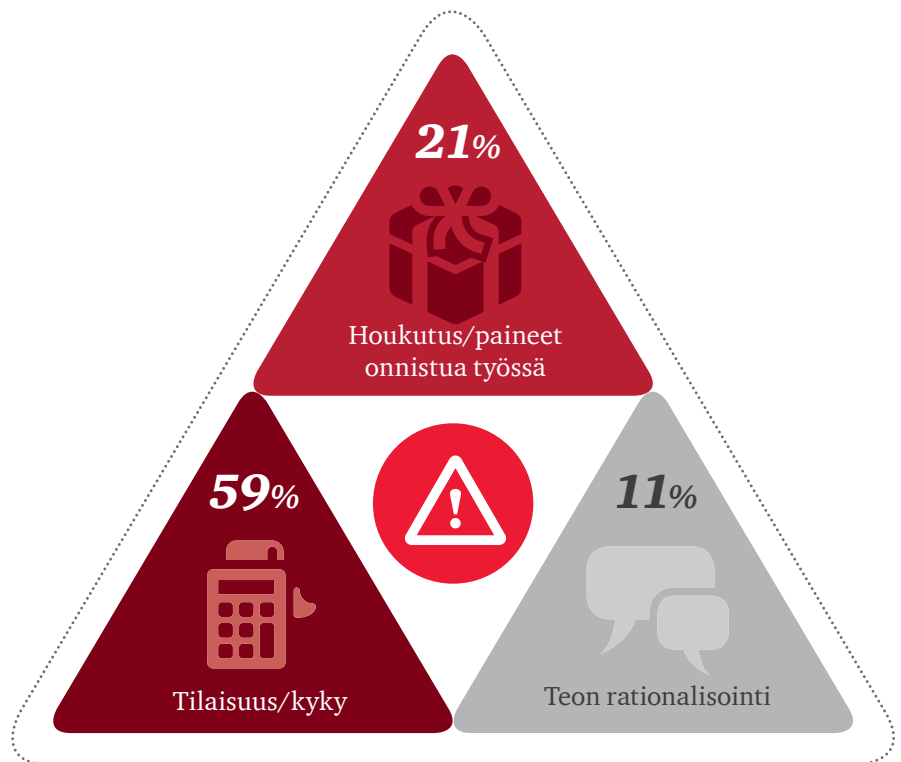 21%
Houkutus/paineet
onnistua työssä
59%
Tilaisuus/kyky
11%
Teon rationalisointi